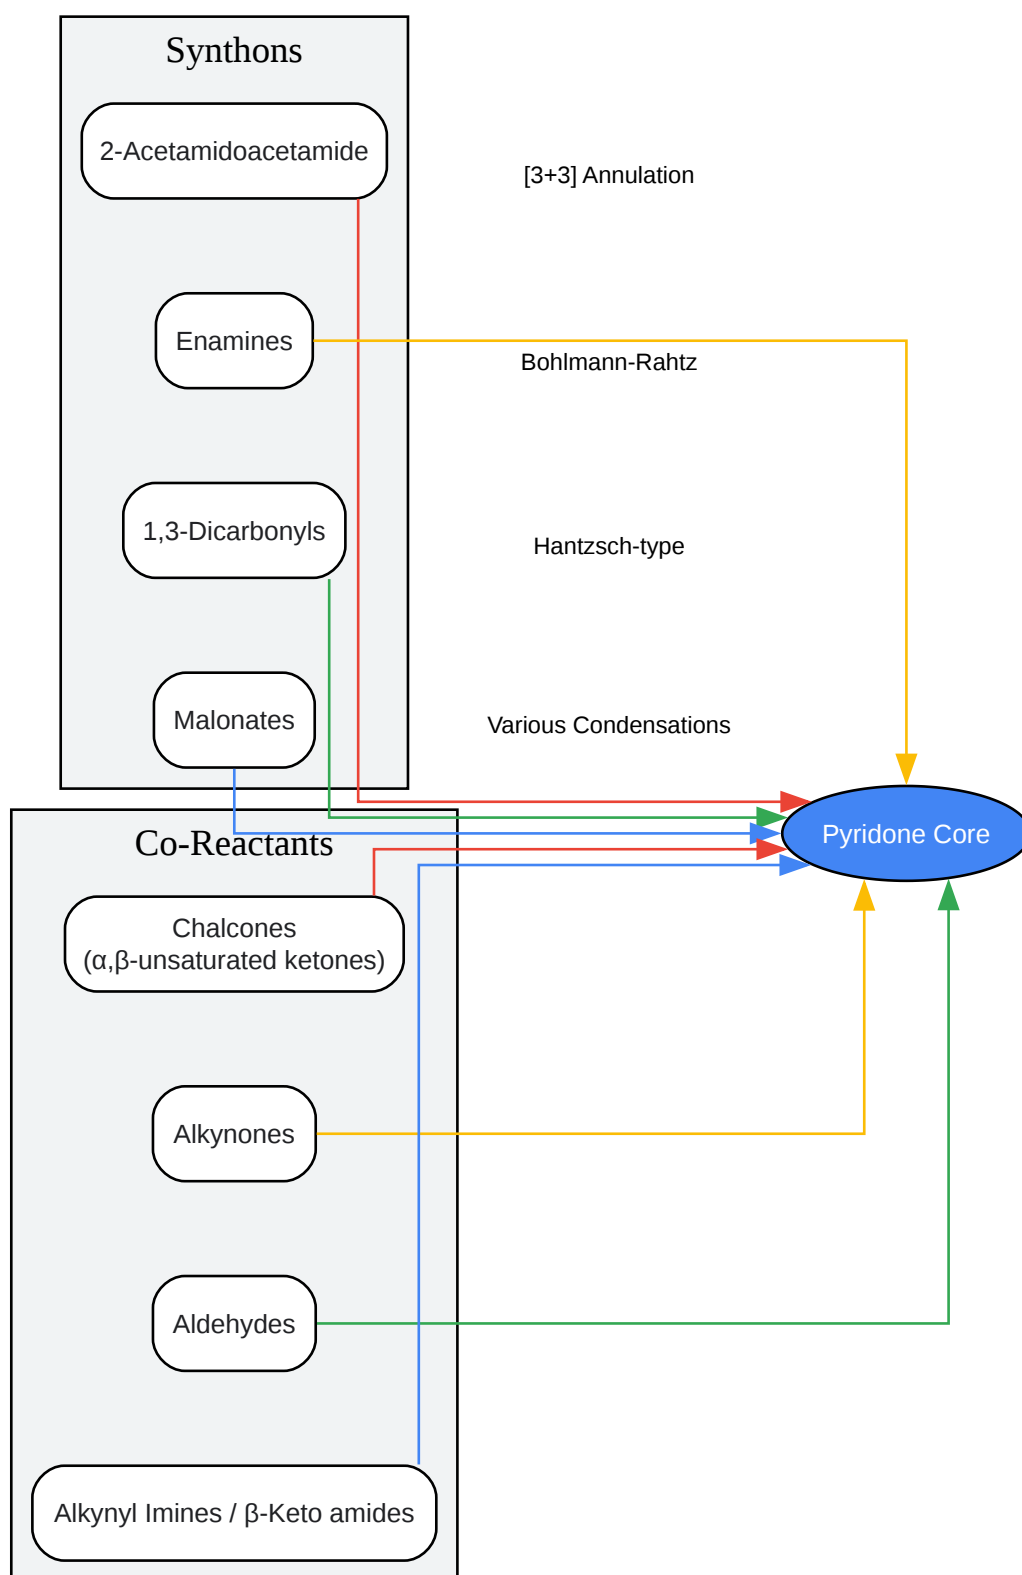 Synthons
2-Acetamidoacetamide
[3+3] Annulation
Enamines
Bohlmann-Rahtz
1,3-Dicarbonyls
Hantzsch-type
Malonates
Various Condensations
Pyridone Core
Co-Reactants
Chalcones
(α,β-unsaturated ketones)
Alkynones
Aldehydes
Alkynyl Imines / β-Keto amides